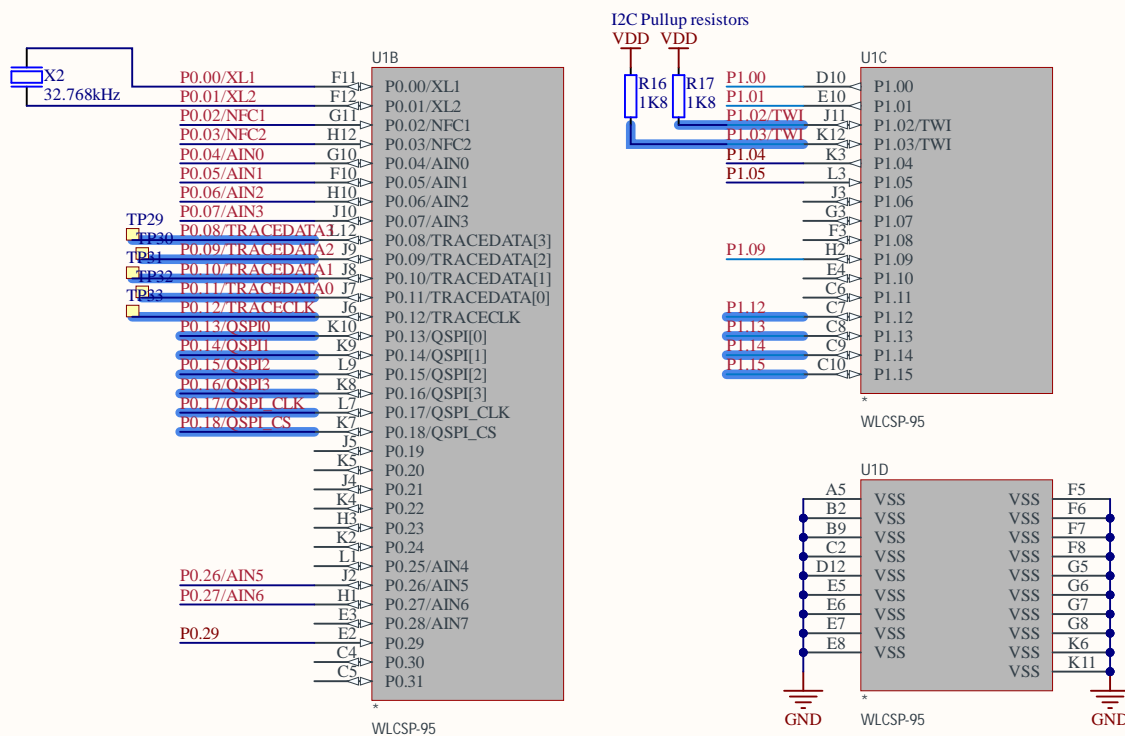 I2C Pullup resistors
VDD VDD
U1B
X2
32.768kHz
P0.00/XL1 F11 P0.00/XL1
P0.01/XL2 F12 P0.01/XL2
P0.02/NFC1 G11 P0.02/NFC1
P0.03/NFC2 H12 P0.03/NFC2
P0.04/AIN0 G10 P0.04/AIN0
P0.05/AIN1 F10 P0.05/AIN1
P0.06/AIN2 H10 P0.06/AIN2
P0.07/AIN3 J10 P0.07/AIN3
TP29
P0.08/TRACEDATA3 L12 P0.08/TRACEDATA[3]
TP30
P0.09/TRACEDATA2 J9 P0.09/TRACEDATA[2]
TP31
P0.10/TRACEDATA1 J8 P0.10/TRACEDATA[1]
TP32
P0.11/TRACEDATA0 J7 P0.11/TRACEDATA[0]
TP33
P0.12/TRACECLK J6 P0.12/TRACECLK
P0.13/QSPI0 K10 P0.13/QSPI[0]
P0.14/QSPI1 K9 P0.14/QSPI[1]
P0.15/QSPI2 L9 P0.15/QSPI[2]
P0.16/QSPI3 K8 P0.16/QSPI[3]
P0.17/QSPI_CLK L7 P0.17/QSPI_CLK
P0.18/QSPI_CS K7 P0.18/QSPI_CS
J5 P0.19
K5 P0.20
J4 P0.21
K4 P0.22
H3 P0.23
K2 P0.24
L1 P0.25/AIN4
P0.26/AIN5 J2 P0.26/AIN5
P0.27/AIN6 H1 P0.27/AIN6
E3 P0.28/AIN7
P0.29 E2 P0.29
C4 P0.30
C5 P0.31
*
WLCSP-95
R16
1K8
R17
1K8
U1C
P1.00 D10 P1.00
P1.01 E10 P1.01
P1.02/TWI J11 P1.02/TWI
P1.03/TWI K12 P1.03/TWI
P1.04 K3 P1.04
P1.05 L3 P1.05
J3 P1.06
G3 P1.07
F3 P1.08
P1.09 H2 P1.09
E4 P1.10
C6 P1.11
P1.12 C7 P1.12
P1.13 C8 P1.13
P1.14 C9 P1.14
P1.15 C10 P1.15
*
WLCSP-95
U1D
A5 VSS VSS F5
B2 VSS VSS F6
B9 VSS VSS F7
C2 VSS VSS F8
D12 VSS VSS G5
E5 VSS VSS G6
E6 VSS VSS G7
E7 VSS VSS G8
E8 VSS VSS K6
VSS K11
*
GND GND
WLCSP-95